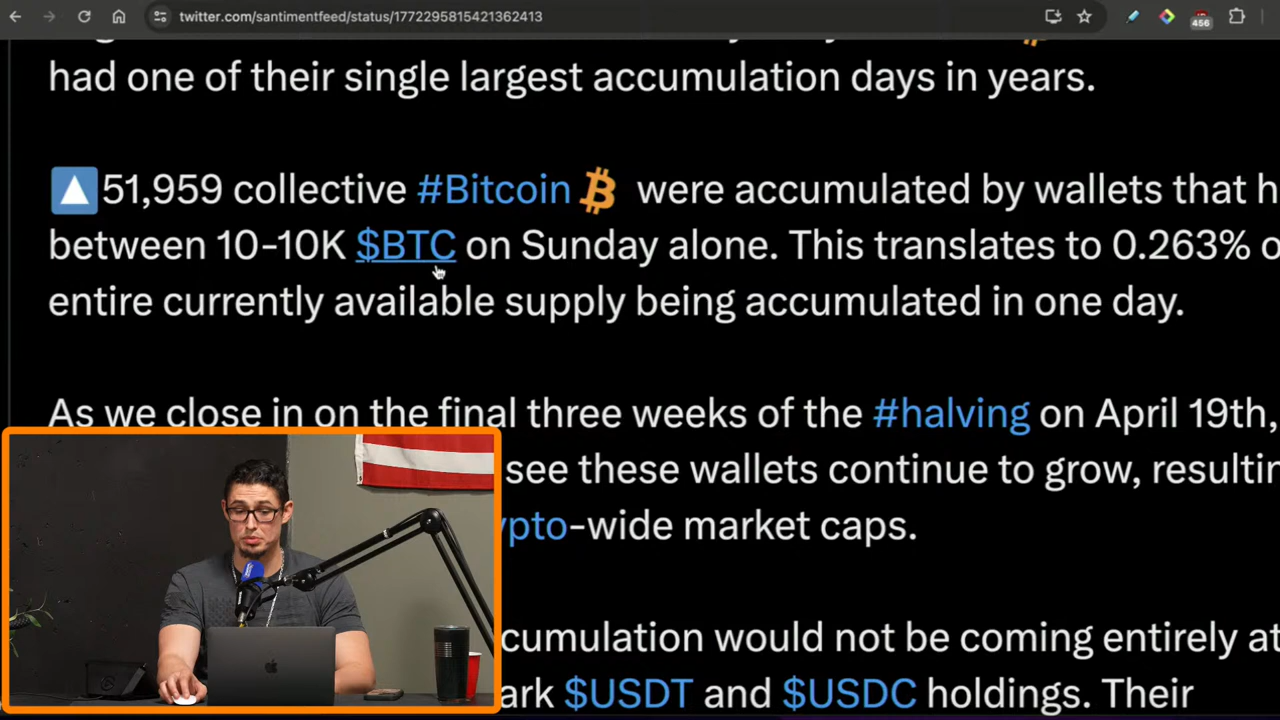 twitter.com/santimentfeed/status/1772295815421362413
456
had one of their single largest accumulation days in years.
51,959 collective #Bitcoin were accumulated by wallets that h
between 10-10K $BTC on Sunday alone. This translates to 0.263% o
entire currently available supply being accumulated in one day.
As we close in on the final three weeks of the #halving on April 19th,
see these wallets continue to grow, resultin
ypto-wide market caps.
cumulation would not be coming entirely at
ark $USDT and $USDC holdings. Their